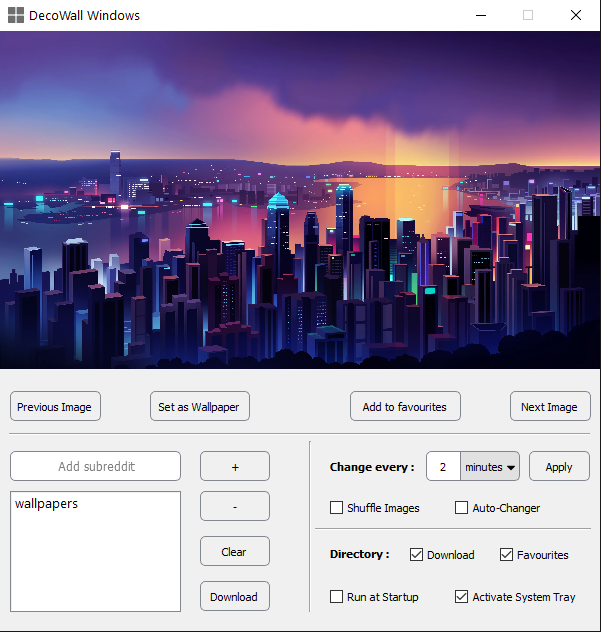 DecoWall Windows
Previous Image
Set as Wallpaper
Add to favourites
Next Image
Add subreddit
+
Change every :
2
minutes
Apply
wallpapers
-
Shuffle Images
Auto-Changer
Clear
Directory :
Download
Favourites
Download
Run at Startup
Activate System Tray